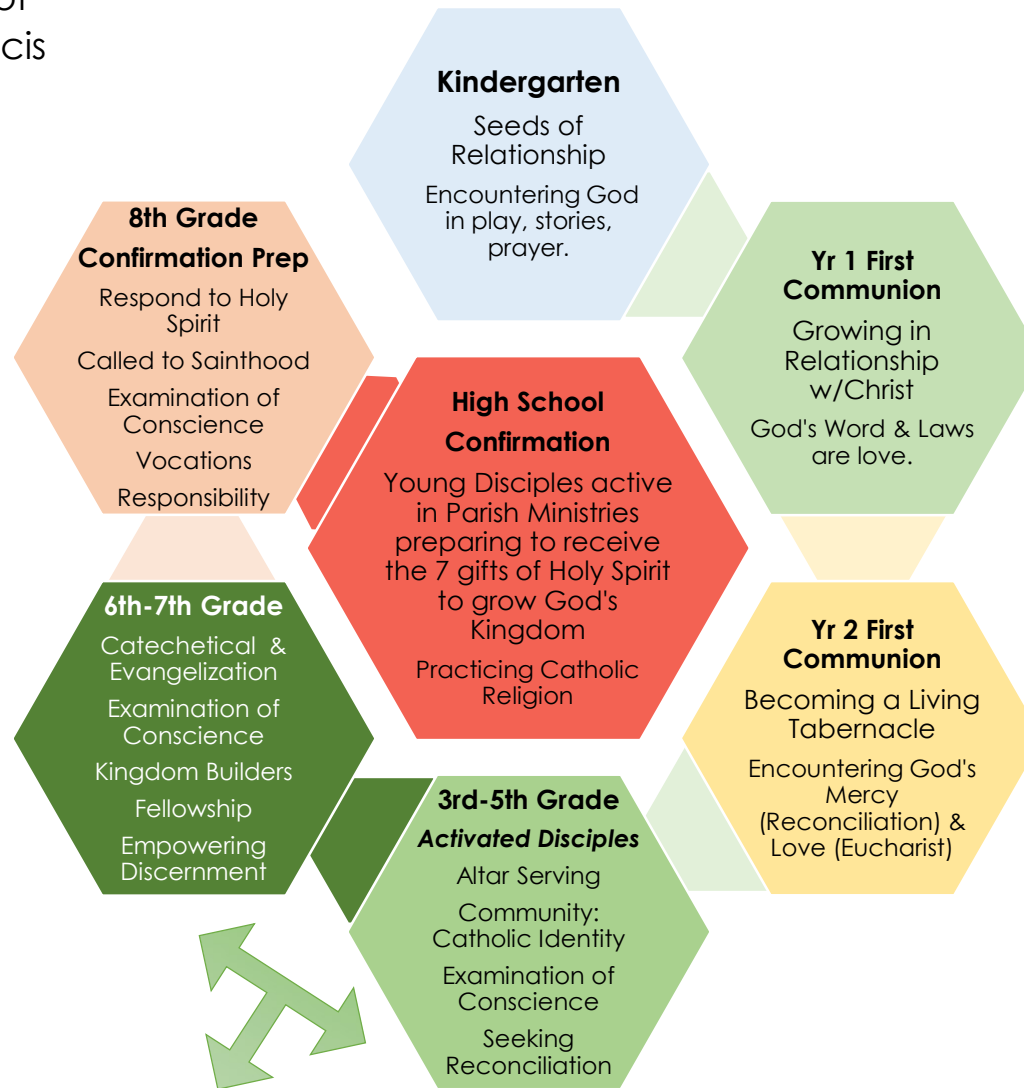 of
cis
Kindergarten
Seeds of
Relationship
Encountering God
in play, stories,
prayer.
Yr 1 First
Communion
Growing in
Relationship
w/Christ
God's Word & Laws
are love.
Yr 2 First
Communion
Becoming a Living
Tabernacle
Encountering God's
Mercy
(Reconciliation) &
Love (Eucharist)
3rd-5th Grade
Activated Disciples
Altar Serving
Community:
Catholic Identity
Examination of
Conscience
Seeking
Reconciliation
6th-7th Grade
Catechetical & 
Evangelization
Examination of
Conscience
Kingdom Builders
Fellowship
Empowering
Discernment
8th Grade
Confirmation Prep
Respond to Holy
Spirit
Called to Sainthood
Examination of
Conscience
Vocations
Responsibility
High School
Confirmation
Young Disciples active
in Parish Ministries
preparing to receive
the 7 gifts of Holy Spirit
to grow God's
Kingdom
Practicing Catholic
Religion